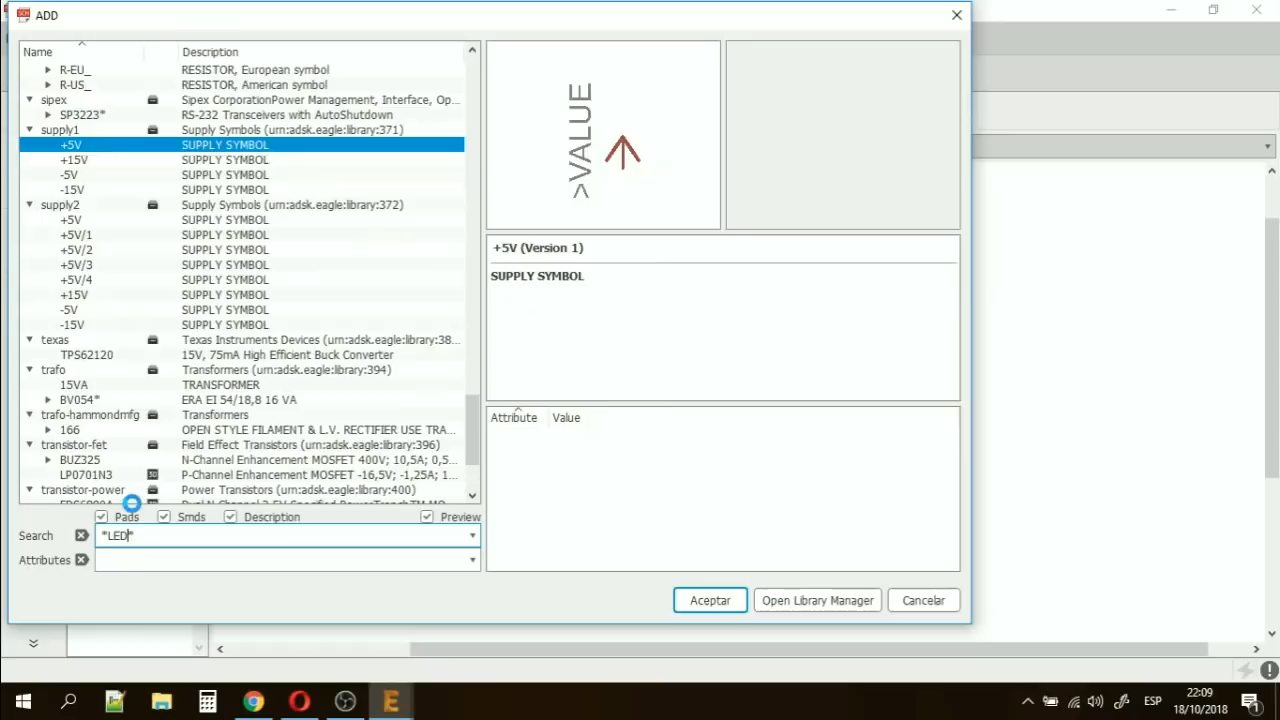 ADD
Name Description
R-EU_ RESISTOR, European symbol
R-US_ RESISTOR, American symbol
sipex Sipex CorporationPower Management, Interface, Op...
SP3223* RS-232 Transceivers with AutoShutdown
supply1 Supply Symbols (urn:adsk.eagle:library:371)
+5V SUPPLY SYMBOL
+15V SUPPLY SYMBOL
-5V SUPPLY SYMBOL
-15V SUPPLY SYMBOL
supply2 Supply Symbols (urn:adsk.eagle:library:372)
+5V SUPPLY SYMBOL
+5V/1 SUPPLY SYMBOL
+5V/2 SUPPLY SYMBOL
+5V/3 SUPPLY SYMBOL
+5V/4 SUPPLY SYMBOL
+15V SUPPLY SYMBOL
-5V SUPPLY SYMBOL
-15V SUPPLY SYMBOL
texas Texas Instruments Devices (urn:adsk.eagle:library:38...
TPS62120 15V, 75mA High Efficient Buck Converter
trafo Transformers (urn:adsk.eagle:library:394)
15VA TRANSFORMER
BV054* ERA EI 54/18,8 16 VA
trafo-hammondmfg Transformers
166 OPEN STYLE FILAMENT & L.V. RECTIFIER USE TRA...
transistor-fet Field Effect Transistors (urn:adsk.eagle:library:396)
BUZ325 N-Channel Enhancement MOSFET 400V; 10,5A; 0,5...
LP0701N3 P-Channel Enhancement MOSFET -16,5V; -1,25A; 1...
transistor-power Power Transistors (urn:adsk.eagle:library:400)
Pads Smds Description Preview
Search *LED*
Attributes
>VALUE
+5V (Version 1)
SUPPLY SYMBOL
Attribute Value
Aceptar Open Library Manager Cancelar
ESP
22:09
18/10/2018
1